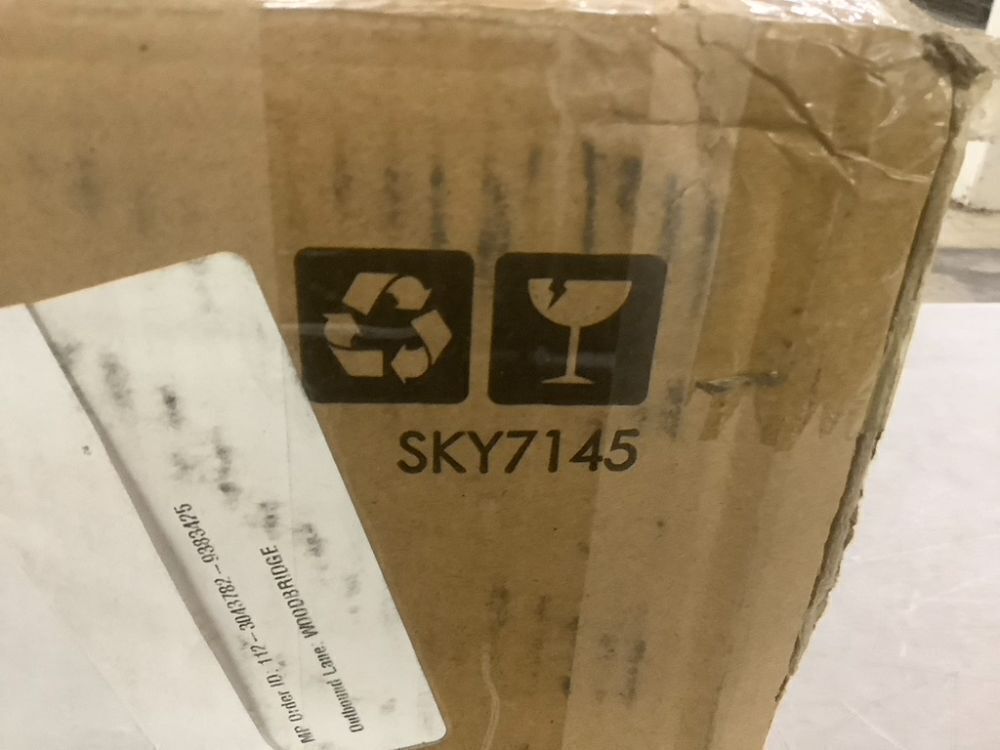 SKY7145
MP Order ID: 112-3043782-9383425
Outbound Lane: WOODBRIDGE